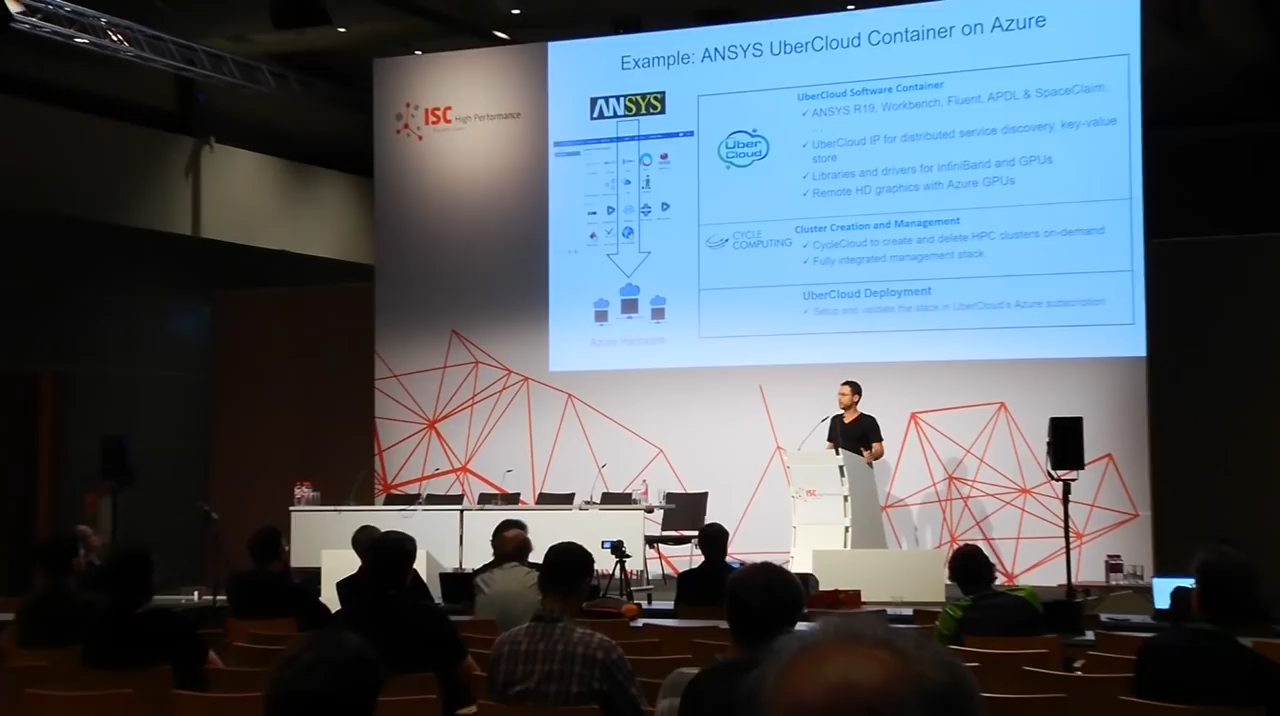 Example: ANSYS UberCloud Container on Azure
ISC High Performance
ANSYS
UberCloud Software Container
✓ ANSYS R19, Workbench, Fluent, APDL & SpaceClaim,
...
✓ UberCloud IP for distributed service discovery, key-value
store
✓ Libraries and drivers for InfiniBand and GPUs
✓ Remote HD graphics with Azure GPUs
Uber
Cloud
Cluster Creation and Management
✓ CycleCloud to create and delete HPC clusters on-demand
✓ Fully integrated management stack
CYCLE
COMPUTING
UberCloud Deployment
✓ Setup and validate the stack in UberCloud's Azure subscription
Azure Hardware
ISC